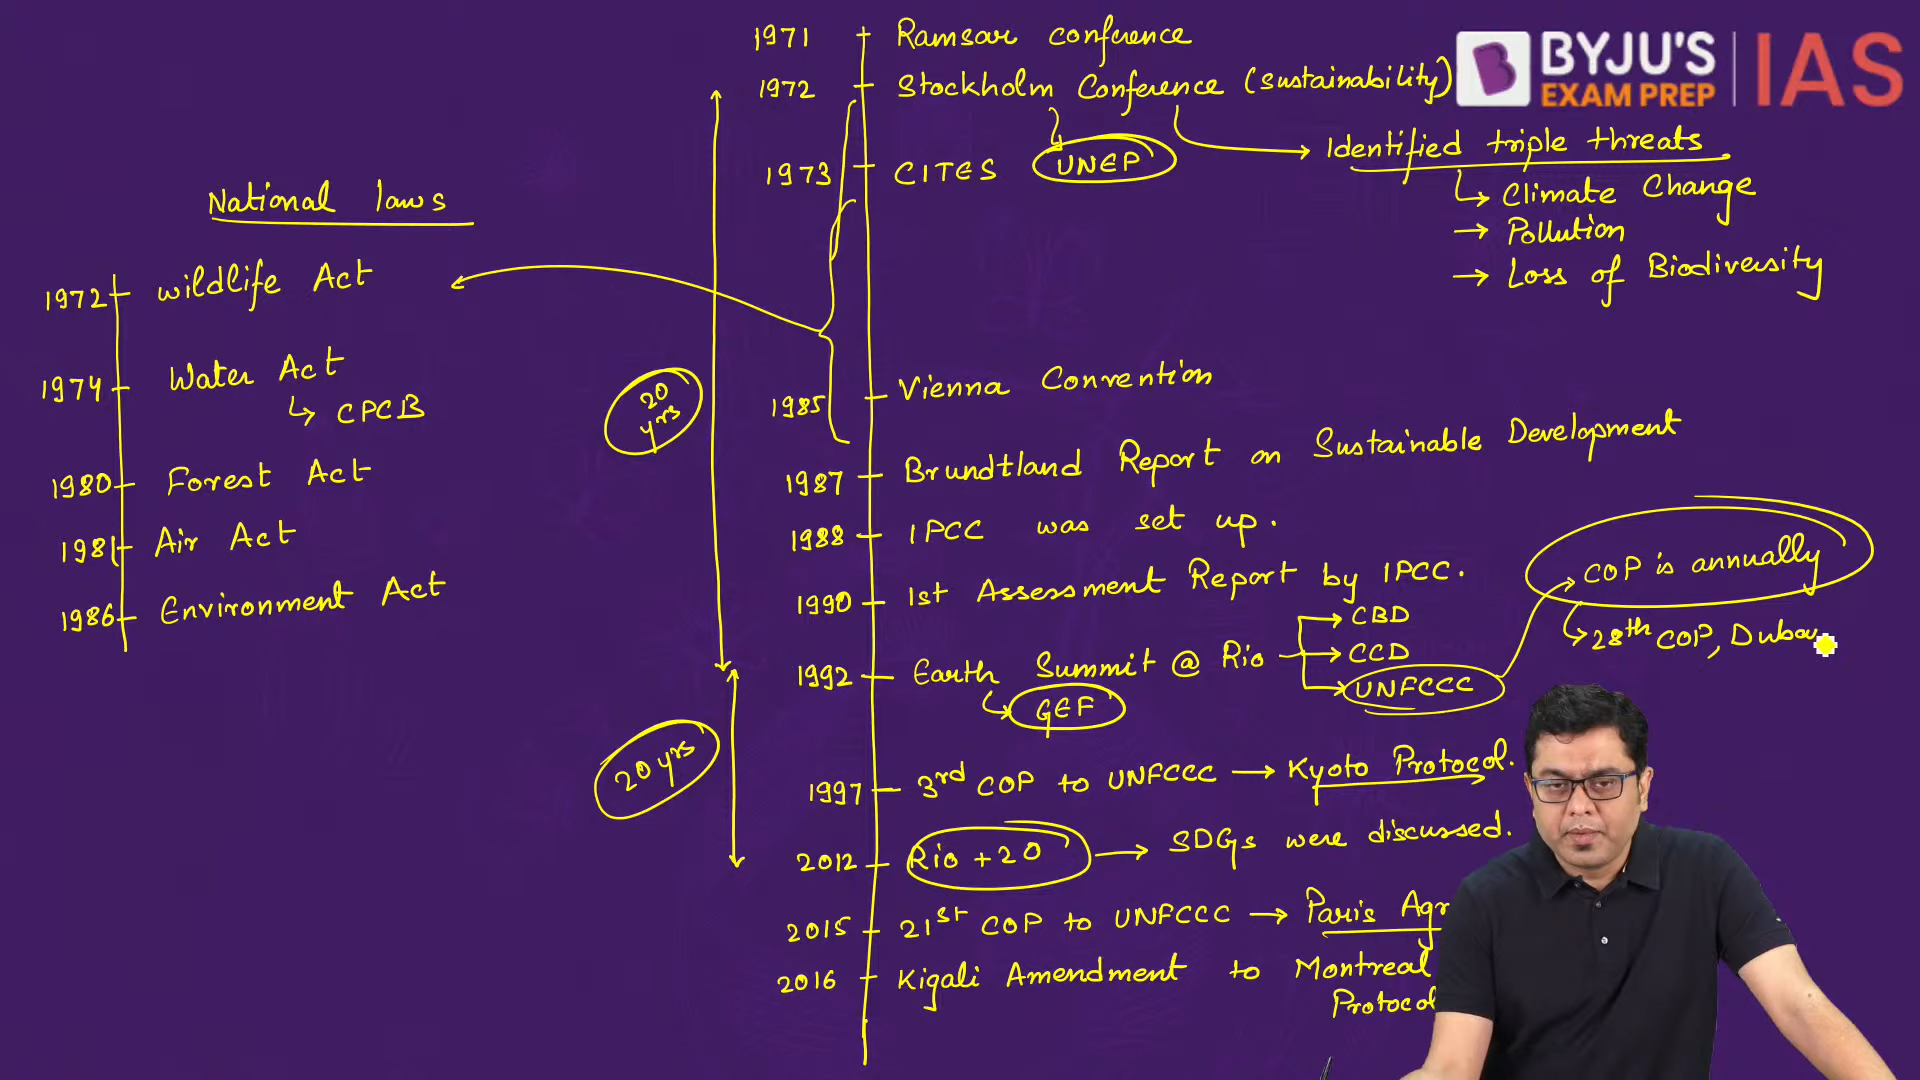 BYJU'S
EXAM PREP
IAS
National laws
1972 Wildlife Act
1974 Water Act
↳ CPCB
1980 Forest Act
1981 Air Act
1986 Environment Act
20 yrs
20 yrs
1971 Ramsar conference
1972 Stockholm Conference (sustainability)
→ Identified triple threats
↳ Climate Change
→ Pollution
→ Loss of Biodiversity
1973 CITES UNEP
1985 Vienna Convention
1987 Brundtland Report on Sustainable Development
1988 IPCC was set up.
1990 1st Assessment Report by IPCC.
1992 Earth Summit @ Rio
→ CBD
→ CCD
→ UNFCCC
COP is annually
↳ 28th COP,
GEF
1997 3rd COP to UNFCCC → Kyoto Protocol.
2012 Rio +20 → SDGs were discussed.
2015 21st COP to UNFCCC → Paris Agr
2016 Kigali Amendment to Montreal
Protocol